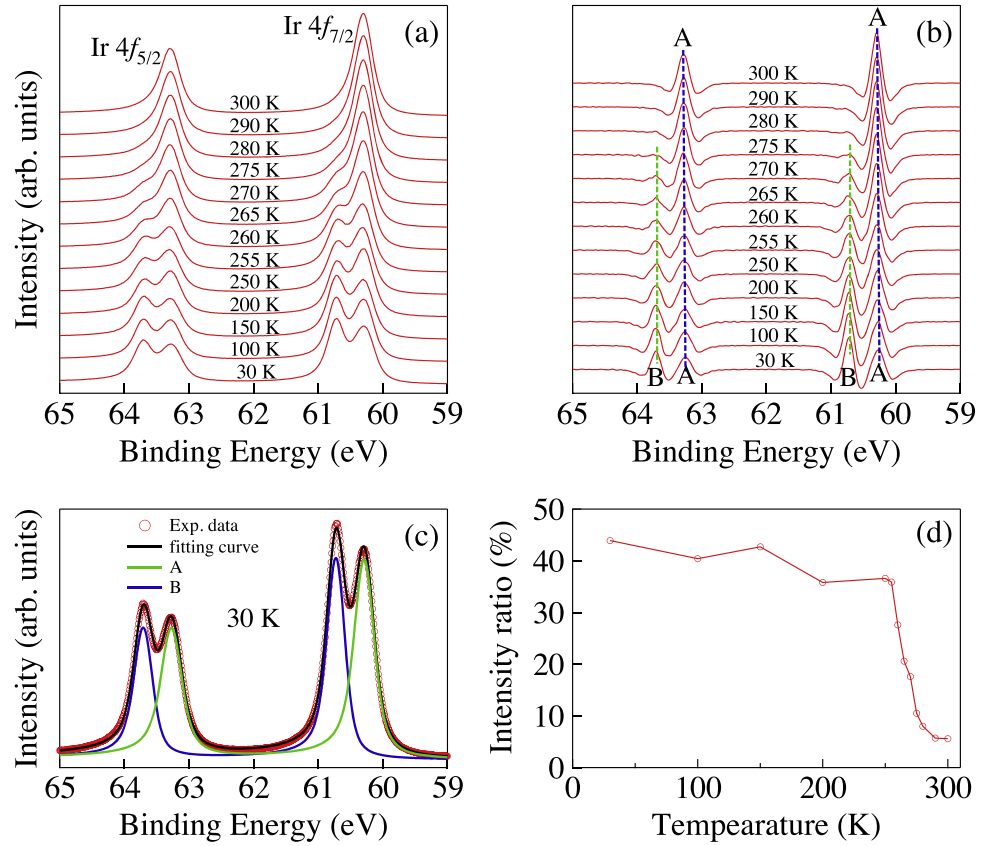 (a)
Ir 4f5/2
Ir 4f7/2
300 K
290 K
280 K
275 K
270 K
265 K
260 K
255 K
250 K
200 K
150 K
100 K
30 K
65 64 63 62 61 60 59
Binding Energy (eV)
Intensity (arb. units)
(b)
A A
300 K
290 K
280 K
275 K
270 K
265 K
260 K
255 K
250 K
200 K
150 K
100 K
30 K
B A B A
65 64 63 62 61 60 59
Binding Energy (eV)
(c)
Exp. data
fitting curve
A
B
30 K
65 64 63 62 61 60 59
Binding Energy (eV)
Intensity (arb. units)
(d)
50
40
30
20
10
0
0 100 200 300
Tempearature (K)
Intensity ratio (%)